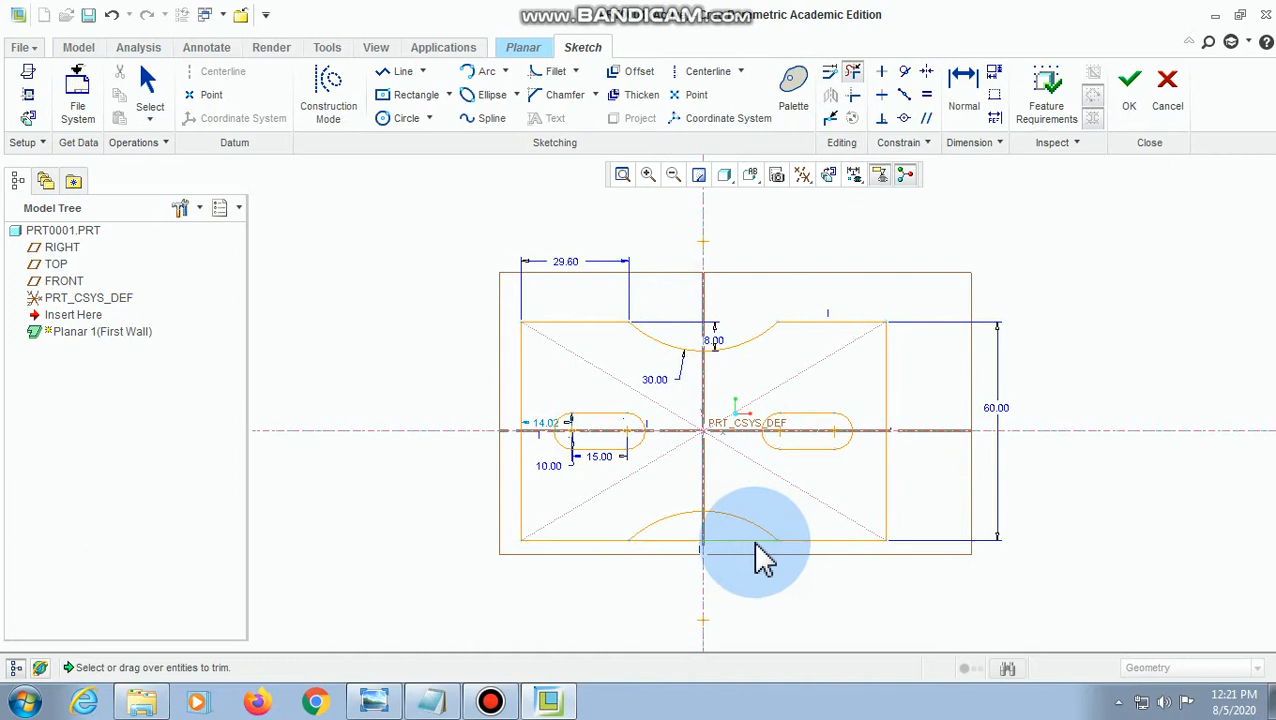 www.BANDICAM.com
Parametric Academic Edition
File
Model
Analysis
Annotate
Render
Tools
View
Applications
Planar
Sketch
File System
Select
Centerline
Point
Coordinate System
Construction Mode
Line
Arc
Fillet
Offset
Centerline
Rectangle
Ellipse
Chamfer
Thicken
Point
Circle
Spline
Text
Project
Coordinate System
Palette
Normal
Feature Requirements
OK
Cancel
Setup
Get Data
Operations
Datum
Sketching
Editing
Constrain
Dimension
Inspect
Close
Model Tree
PRT0001.PRT
RIGHT
TOP
FRONT
PRT_CSYS_DEF
Insert Here
Planar 1(First Wall)
29.60
8.00
30.00
60.00
14.02
PRT_CSYS_DEF
15.00
10.00
Select or drag over entities to trim.
Geometry
12:21 PM
8/5/2020